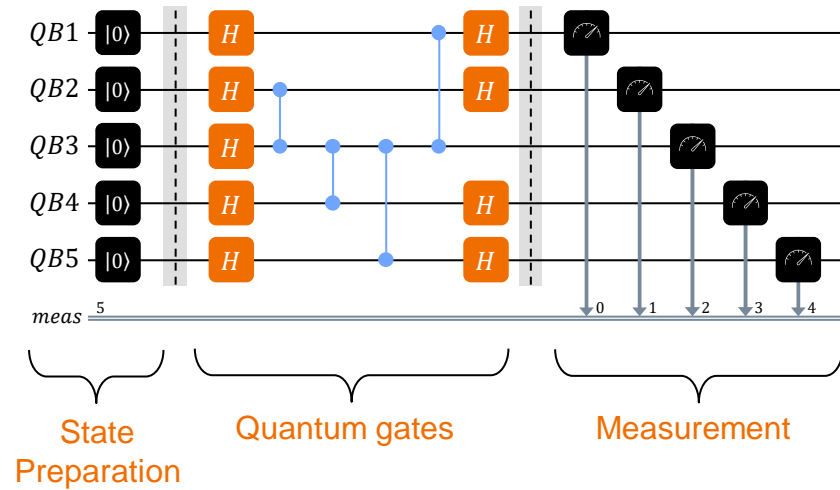 QB1 |0⟩ H H
QB2 |0⟩ H H
QB3 |0⟩ H
QB4 |0⟩ H H
QB5 |0⟩ H H
meas 5 0 1 2 3 4
State Preparation
Quantum gates
Measurement